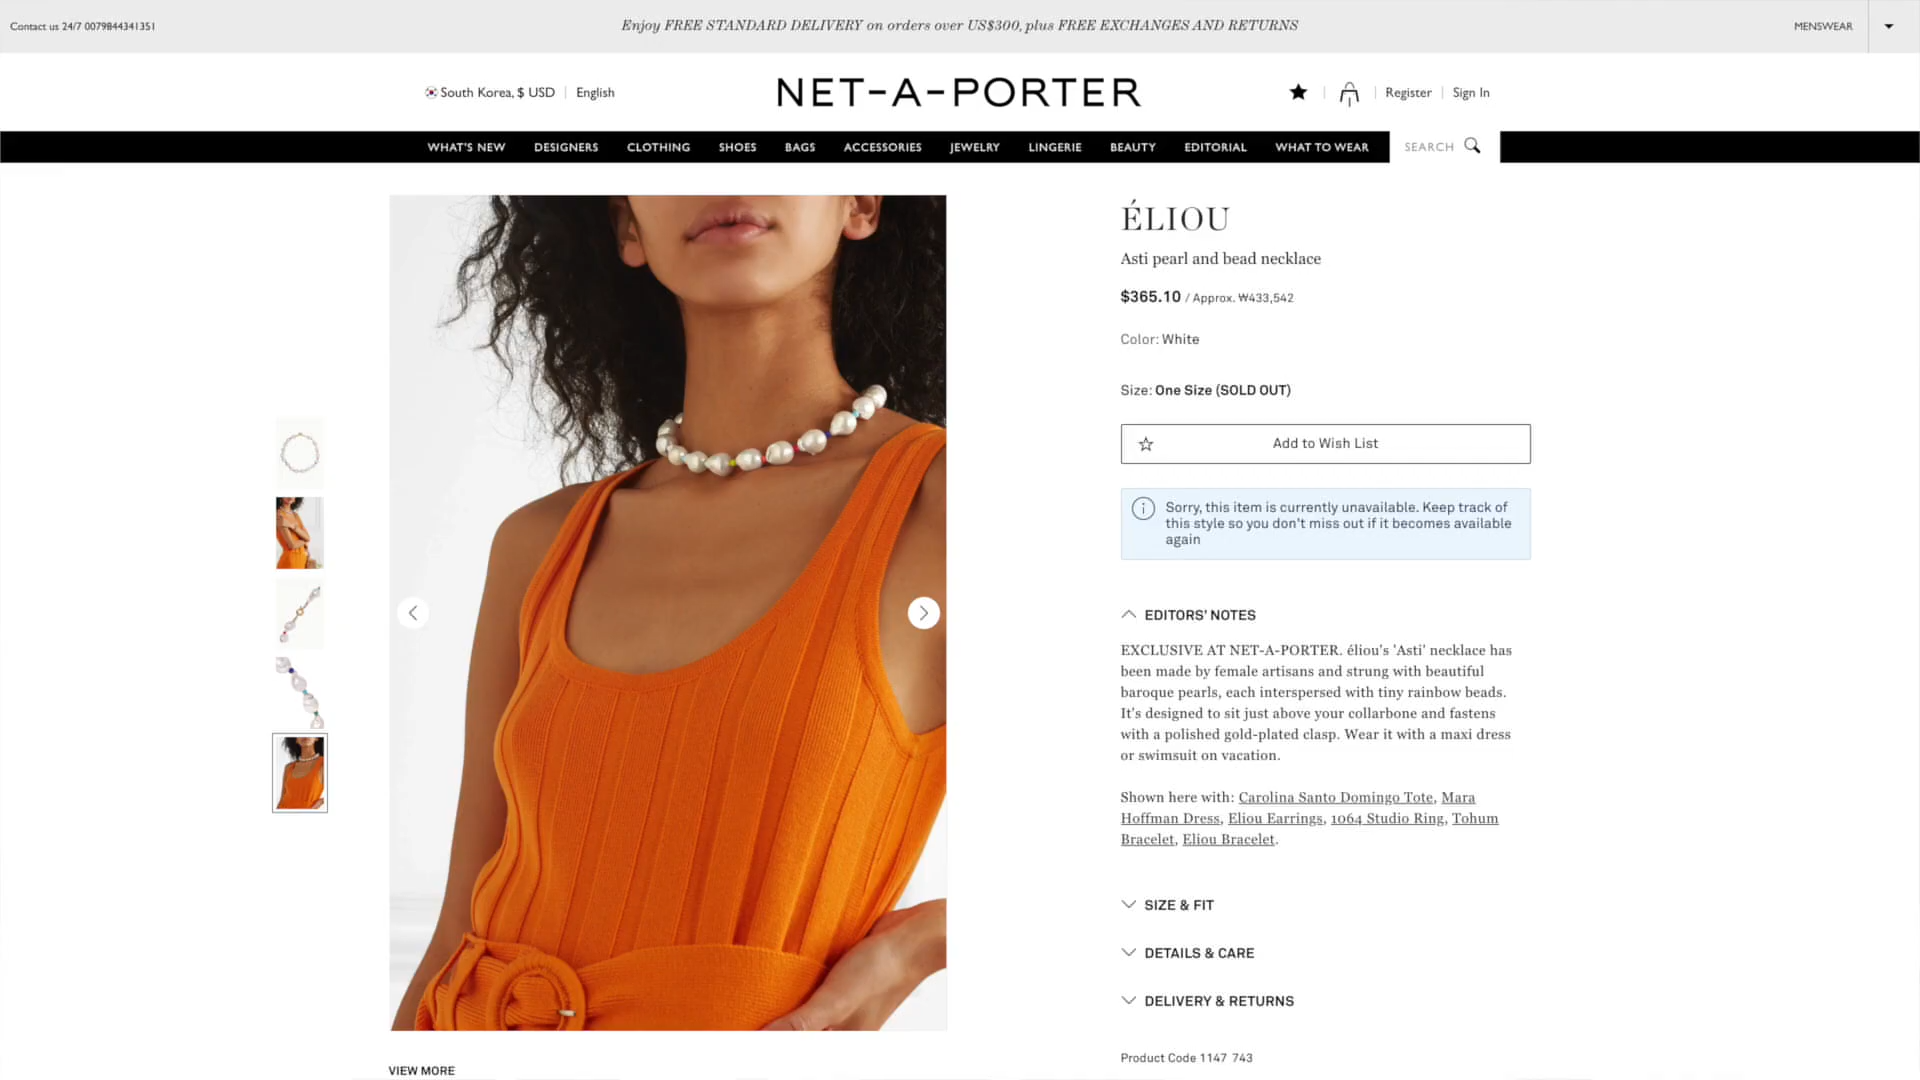 Contact us 24/7 0079844341351
Enjoy FREE STANDARD DELIVERY on orders over US$300, plus FREE EXCHANGES AND RETURNS
MENSWEAR
South Korea, $ USD
English
NET-A-PORTER
Register
Sign In
WHAT'S NEW
DESIGNERS
CLOTHING
SHOES
BAGS
ACCESSORIES
JEWELRY
LINGERIE
BEAUTY
EDITORIAL
WHAT TO WEAR
SEARCH
ÉLIOU
Asti pearl and bead necklace
$365.10 / Approx. ₩433,542
Color: White
Size: One Size (SOLD OUT)
Add to Wish List
Sorry, this item is currently unavailable. Keep track of
this style so you don't miss out if it becomes available
again
EDITORS' NOTES
EXCLUSIVE AT NET-A-PORTER. éliou's 'Asti' necklace has
been made by female artisans and strung with beautiful
baroque pearls, each interspersed with tiny rainbow beads.
It's designed to sit just above your collarbone and fastens
with a polished gold-plated clasp. Wear it with a maxi dress
or swimsuit on vacation.
Shown here with: Carolina Santo Domingo Tote, Mara
Hoffman Dress, Eliou Earrings, 1064 Studio Ring, Tohum
Bracelet, Eliou Bracelet.
SIZE & FIT
DETAILS & CARE
DELIVERY & RETURNS
Product Code 1147 743
VIEW MORE